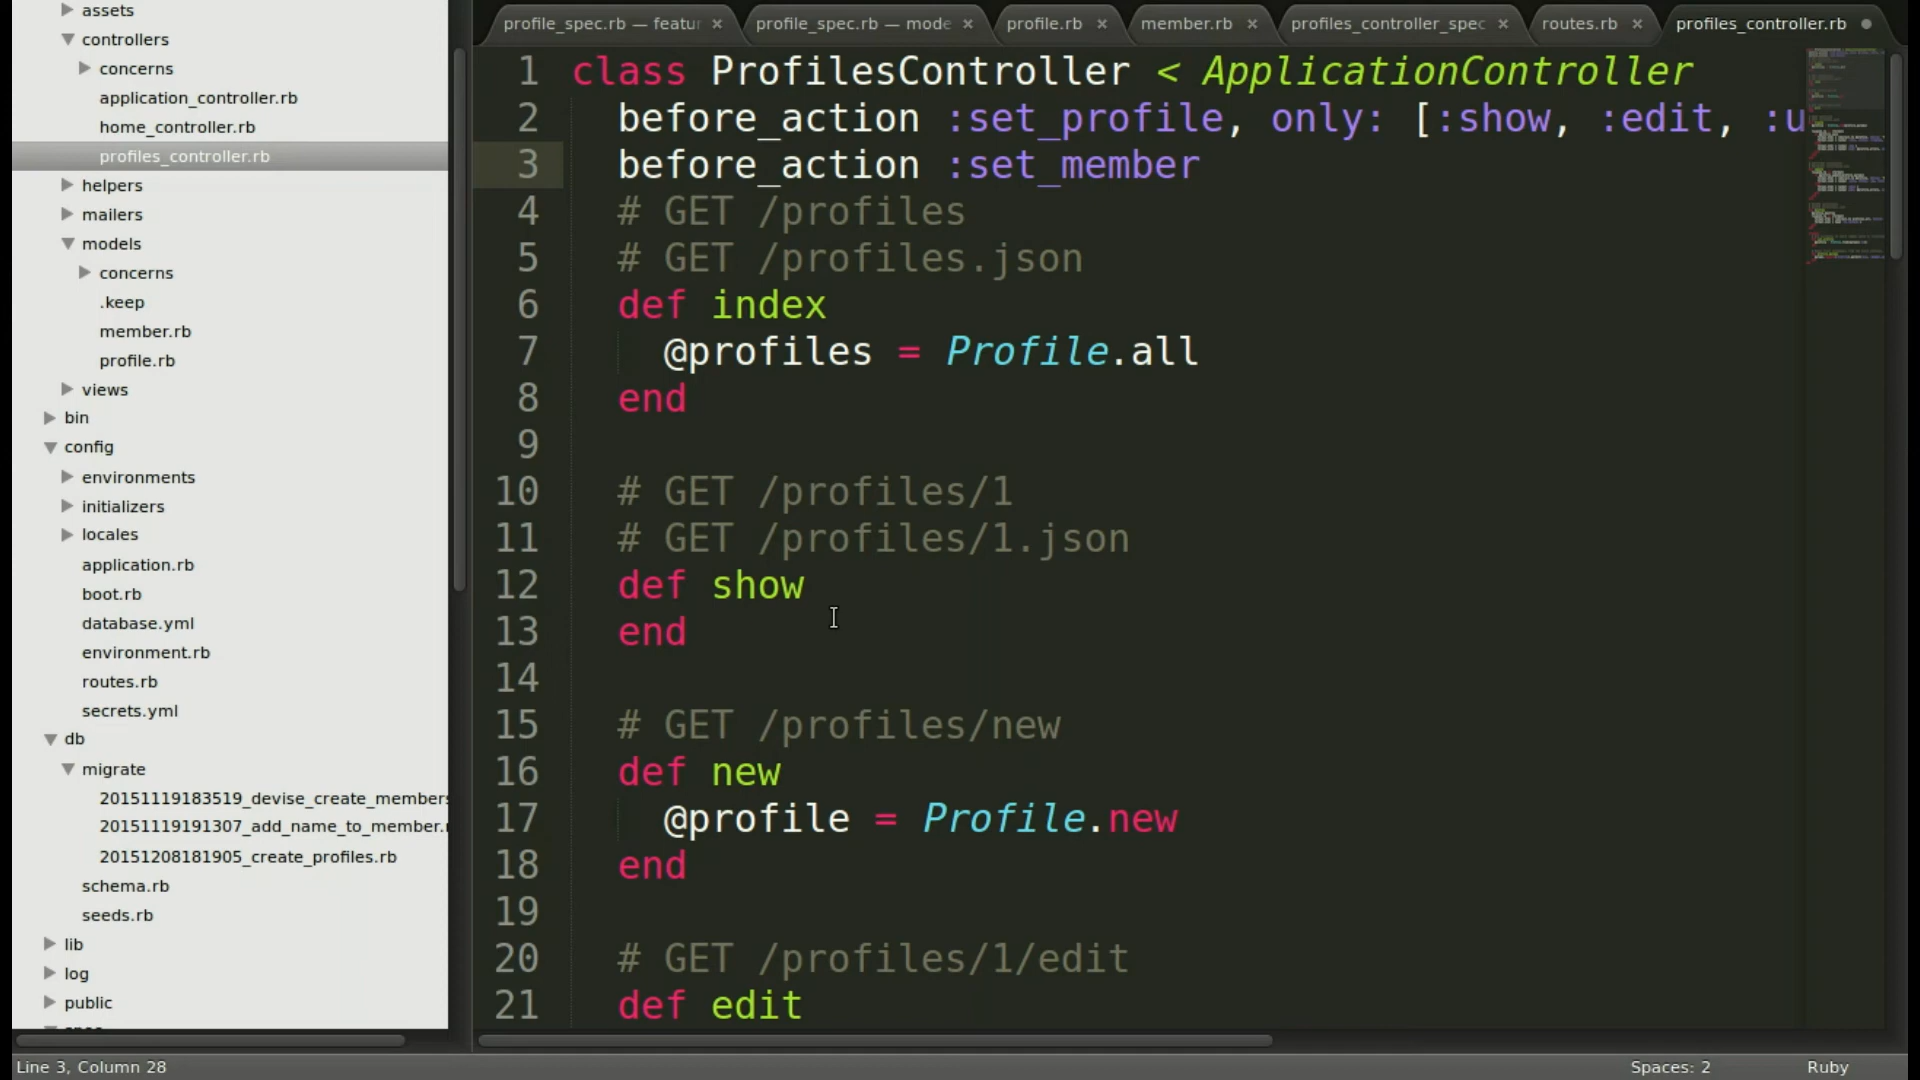 assets
controllers
concerns
application_controller.rb
home_controller.rb
profiles_controller.rb
helpers
mailers
models
concerns
.keep
member.rb
profile.rb
views
bin
config
environments
initializers
locales
application.rb
boot.rb
database.yml
environment.rb
routes.rb
secrets.yml
db
migrate
20151119183519_devise_create_members
20151119191307_add_name_to_member.
20151208181905_create_profiles.rb
schema.rb
seeds.rb
lib
log
public
profile_spec.rb — featur × profile_spec.rb — mode × profile.rb × member.rb × profiles_controller_spec × routes.rb × profiles_controller.rb
1 class ProfilesController < ApplicationController
2 before_action :set_profile, only: [:show, :edit, :u
3 before_action :set_member
4 # GET /profiles
5 # GET /profiles.json
6 def index
7 @profiles = Profile.all
8 end
9
10 # GET /profiles/1
11 # GET /profiles/1.json
12 def show
13 end
14
15 # GET /profiles/new
16 def new
17 @profile = Profile.new
18 end
19
20 # GET /profiles/1/edit
21 def edit
Line 3, Column 28 Spaces: 2 Ruby